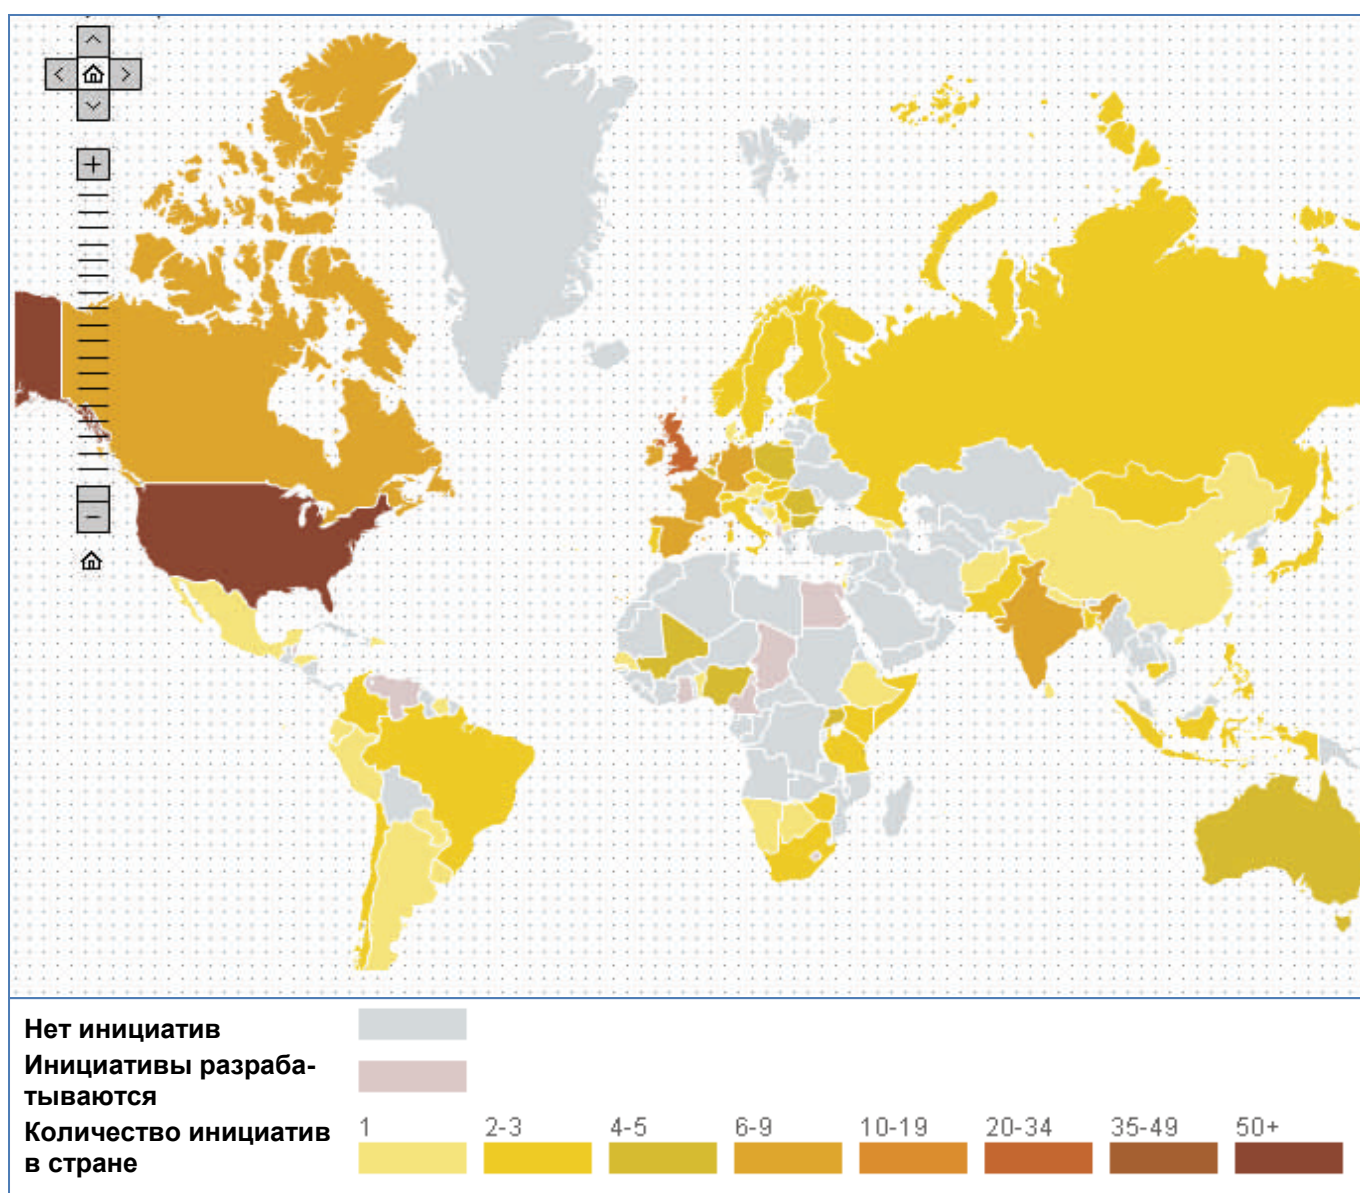 Нет инициатив
Инициативы разраба-
тываются
Количество инициатив
в стране
1 2-3 4-5 6-9 10-19 20-34 35-49 50+